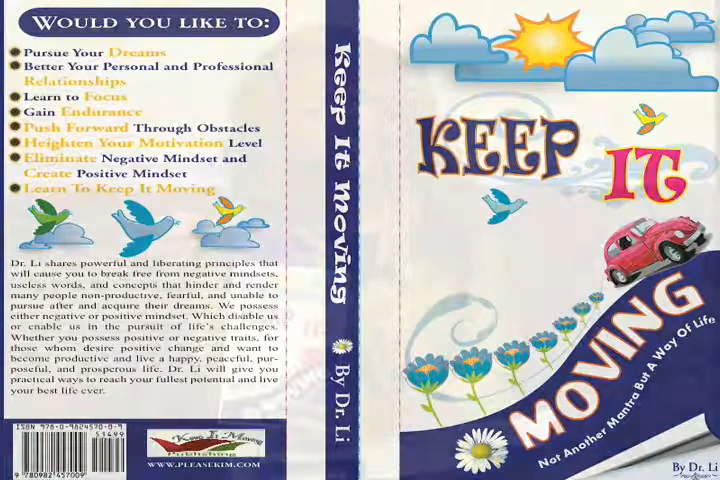 WOULD YOU LIKE TO:
Pursue Your Dreams
Better Your Personal and Professional
Relationships
Learn to Focus
Gain Endurance
Push Forward Through Obstacles
Heighten Your Motivation Level
Eliminate Negative Mindset and
Create Positive Mindset
Learn To Keep It Moving
Dr. Li shares powerful and liberating principles that
will cause you to break free from negative mindsets,
useless words, and concepts that hinder and render
many people non-productive, fearful, and unable to
pursue after and acquire their dreams. We possess
either negative or positive mindset. Which disable us
or enable us in the pursuit of life's challenges.
Whether you possess positive or negative traits, for
those whom desire positive change and want to
become productive and live a happy, peaceful, pur-
poseful, and prosperous life. Dr. Li will give you
practical ways to reach your fullest potential and live
your best life ever.
ISBN 978-0-9824570-0-9
51499
9 780982 457009
Keep It Moving
Publishing
WWW.PLEASEKIM.COM
Keep It Moving
By Dr. Li
KEEP
IT
MOVING
Not Another Mantra But A Way Of Life
By Dr. Li